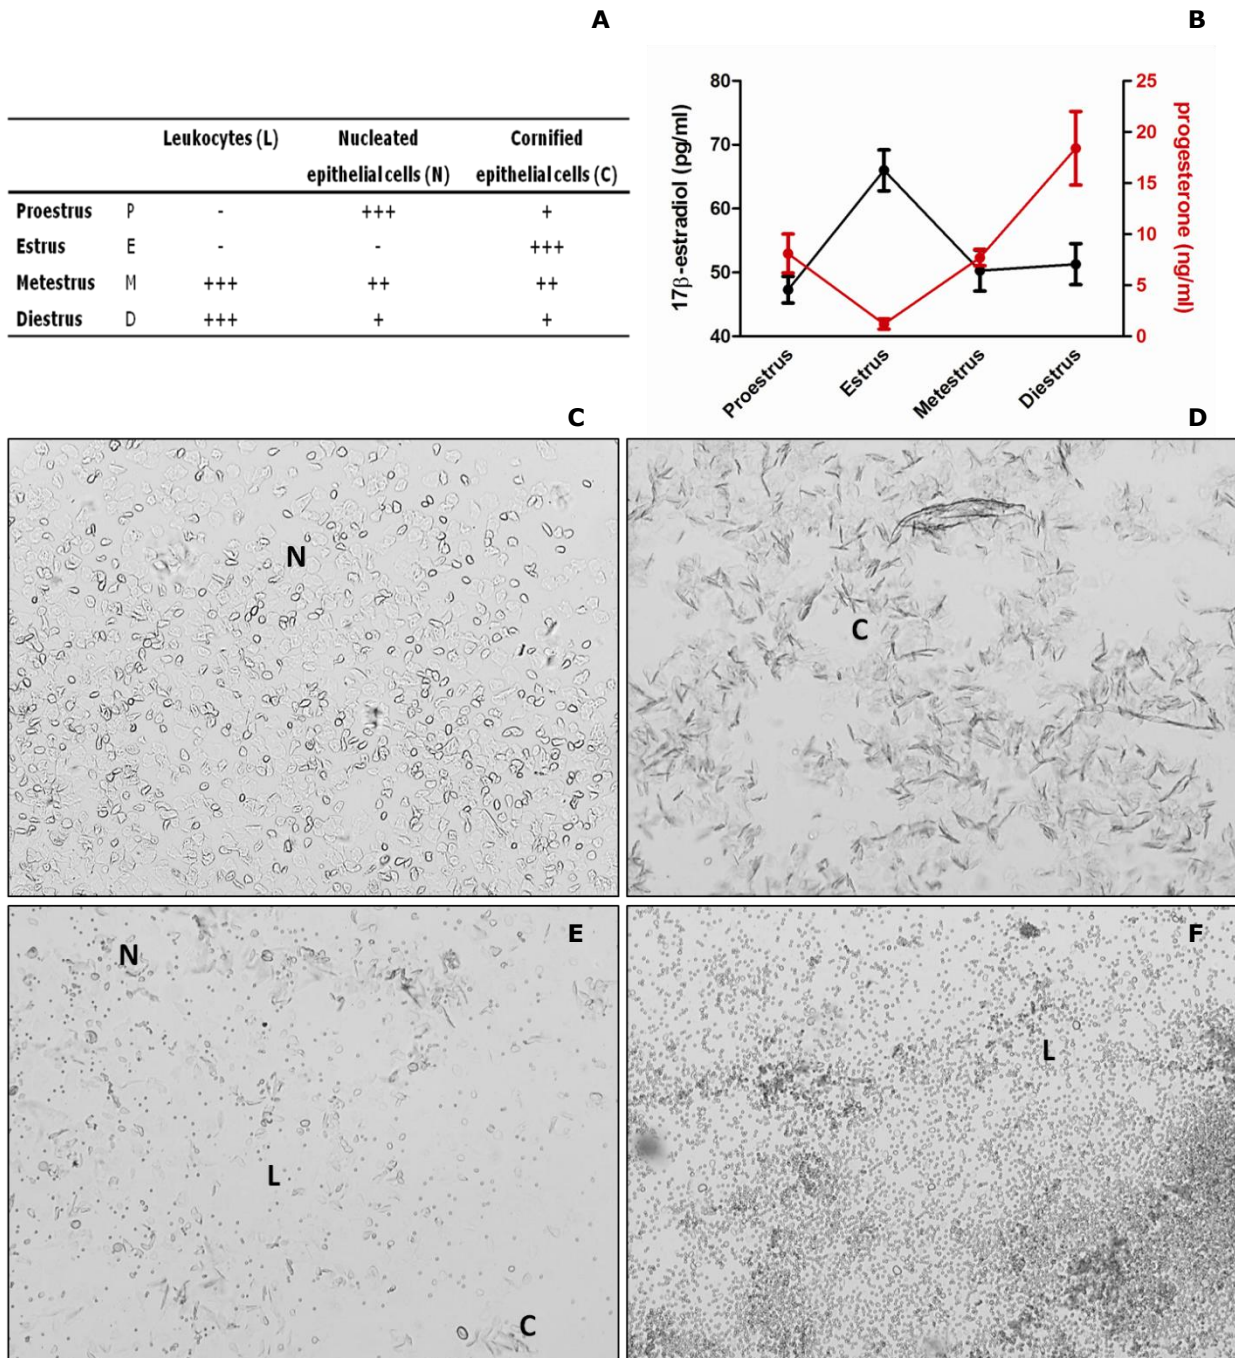 A
B
Leukocytes (L) Nucleated Cornified
epithelial cells (N) epithelial cells (C)
Proestrus P - +++ +
Estrus E - - +++
Metestrus M +++ ++ ++
Diestrus D +++ + +
17β-estradiol (pg/ml)
80
70
60
50
40
25
20
15
10
5
0
progesterone (ng/ml)
Proestrus
Estrus
Metestrus
Diestrus
C
N
D
C
E
N
L
C
F
L